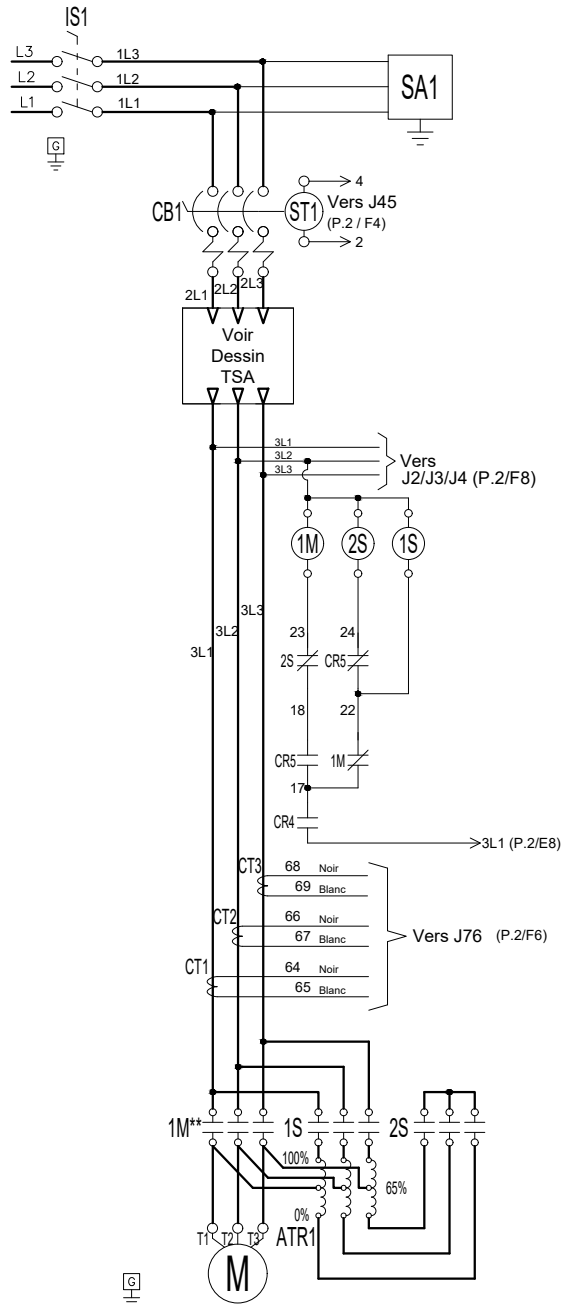 IS1
L3 1L3
L2 1L2
L1 1L1
SA1
G
CB1
ST1
4
Vers J45
(P.2 / F4)
2
2L1 2L2 2L3
Voir
Dessin
TSA
3L1
3L2
3L3
Vers
J2/J3/J4 (P.2/F8)
1M 2S 1S
3L1 3L2 3L3
23 24
2S CR5
18 22
CR5 1M
17
CR4
3L1 (P.2/E8)
CT3 68 Noir
69 Blanc
CT2 66 Noir
67 Blanc
Vers J76 (P.2/F6)
CT1 64 Noir
65 Blanc
1M** 1S 2S
100%
65%
0%
T1 T2 T3 ATR1
M
G